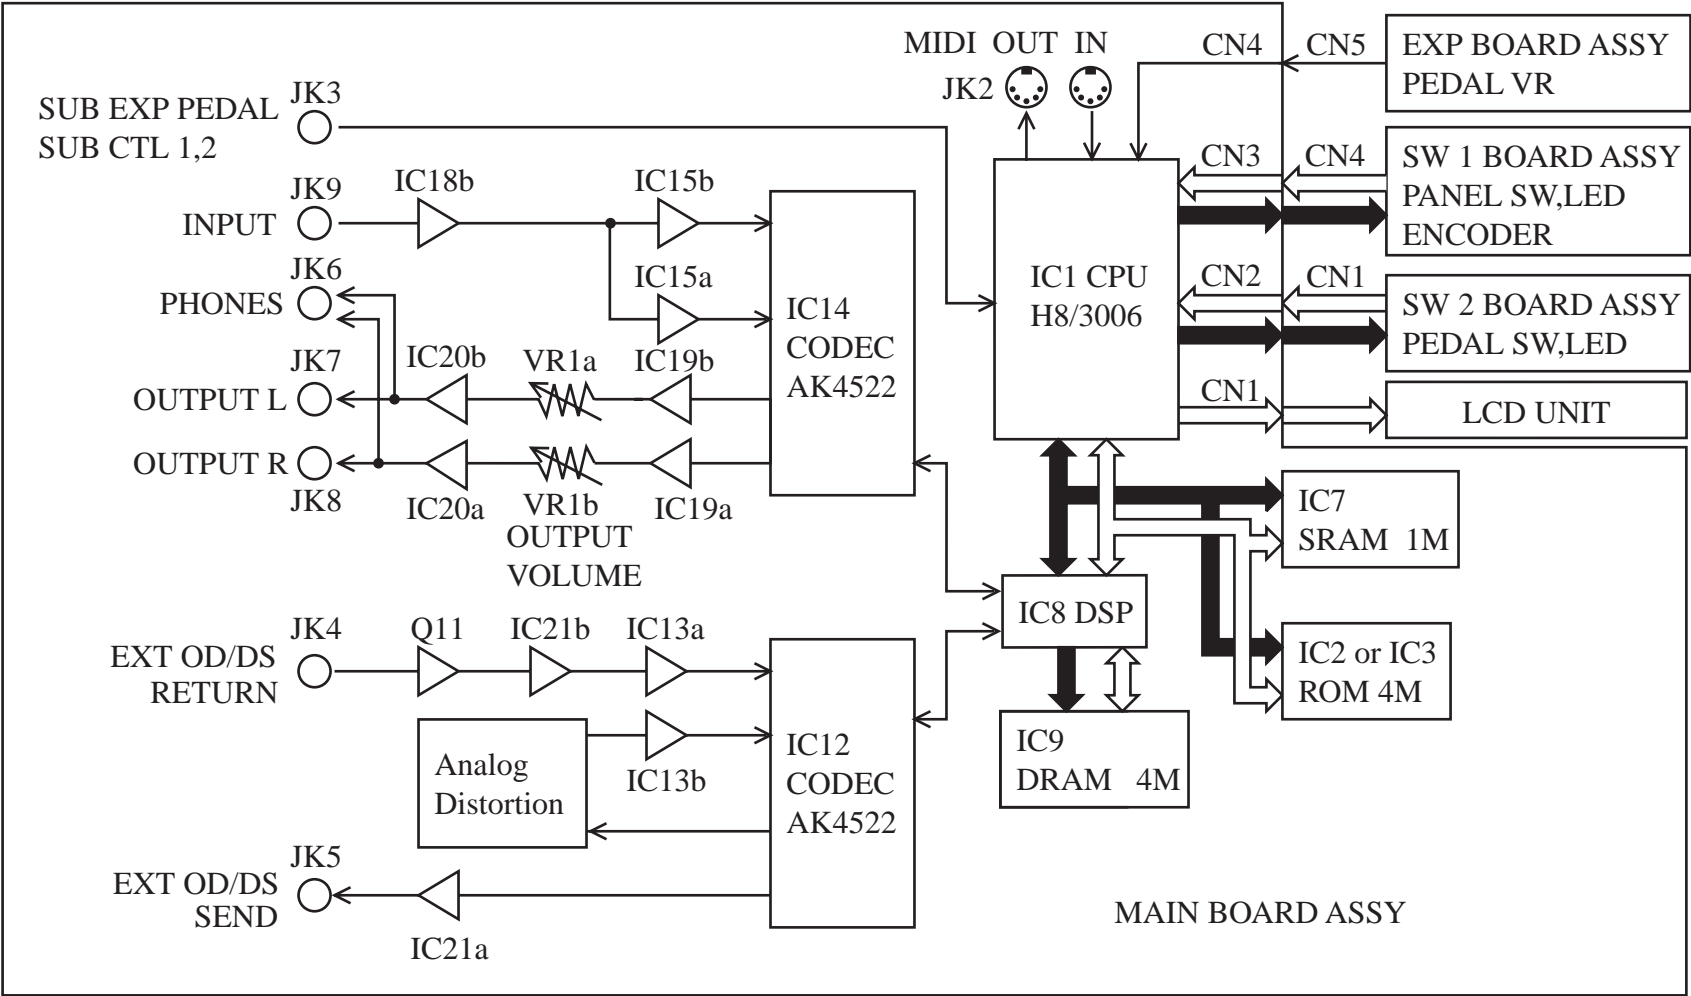 MIDI OUT IN
JK2
CN4
CN5
EXP BOARD ASSY
PEDAL VR
JK3
SUB EXP PEDAL
SUB CTL 1,2
CN3
CN4
SW 1 BOARD ASSY
PANEL SW,LED
ENCODER
JK9
INPUT
IC18b
IC15b
JK6
PHONES
IC15a
IC14
CODEC
AK4522
IC1 CPU
H8/3006
CN2
CN1
SW 2 BOARD ASSY
PEDAL SW,LED
JK7
OUTPUT L
IC20b
VR1a
IC19b
CN1
LCD UNIT
OUTPUT R
JK8
IC20a
VR1b
IC19a
OUTPUT
VOLUME
IC7
SRAM 1M
IC8 DSP
JK4
EXT OD/DS
RETURN
Q11
IC21b
IC13a
IC2 or IC3
ROM 4M
Analog
Distortion
IC13b
IC12
CODEC
AK4522
IC9
DRAM 4M
JK5
EXT OD/DS
SEND
IC21a
MAIN BOARD ASSY